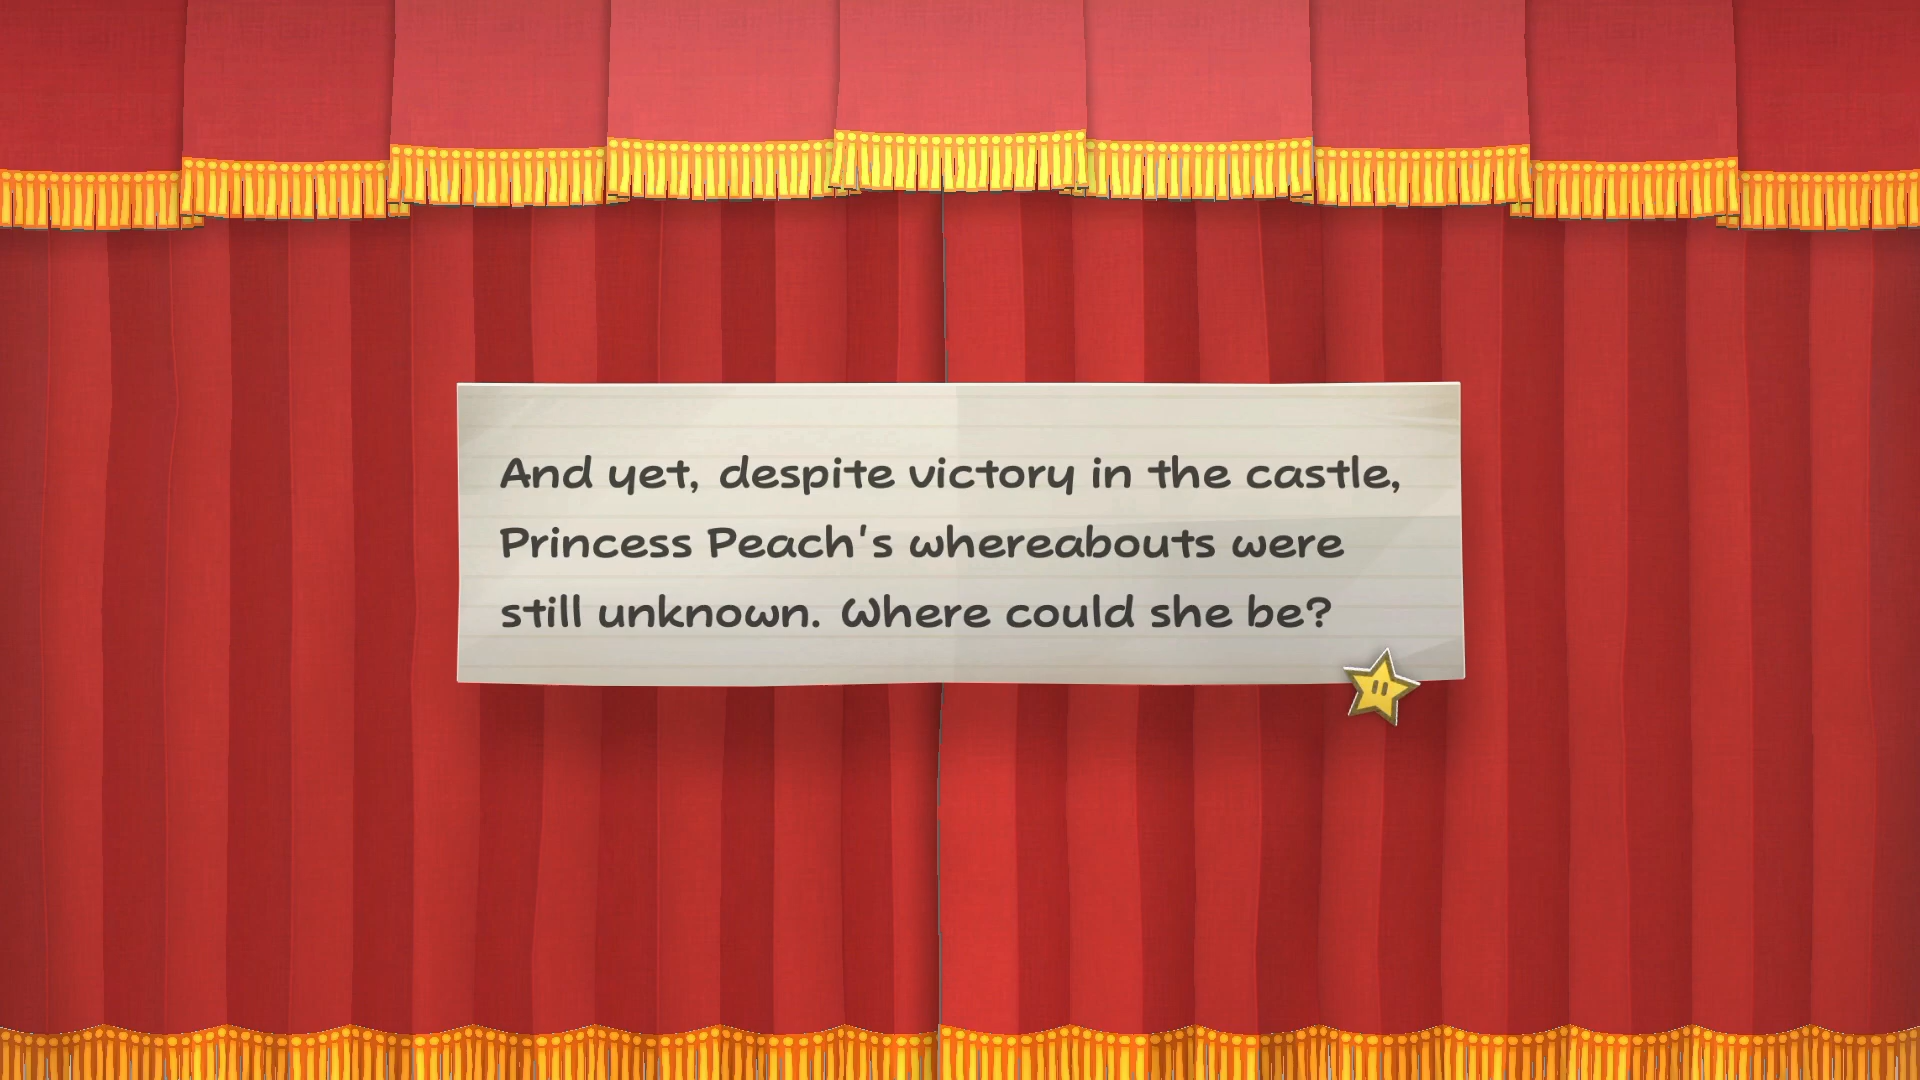 And yet, despite victory in the castle,
Princess Peach's whereabouts were
still unknown. Where could she be?